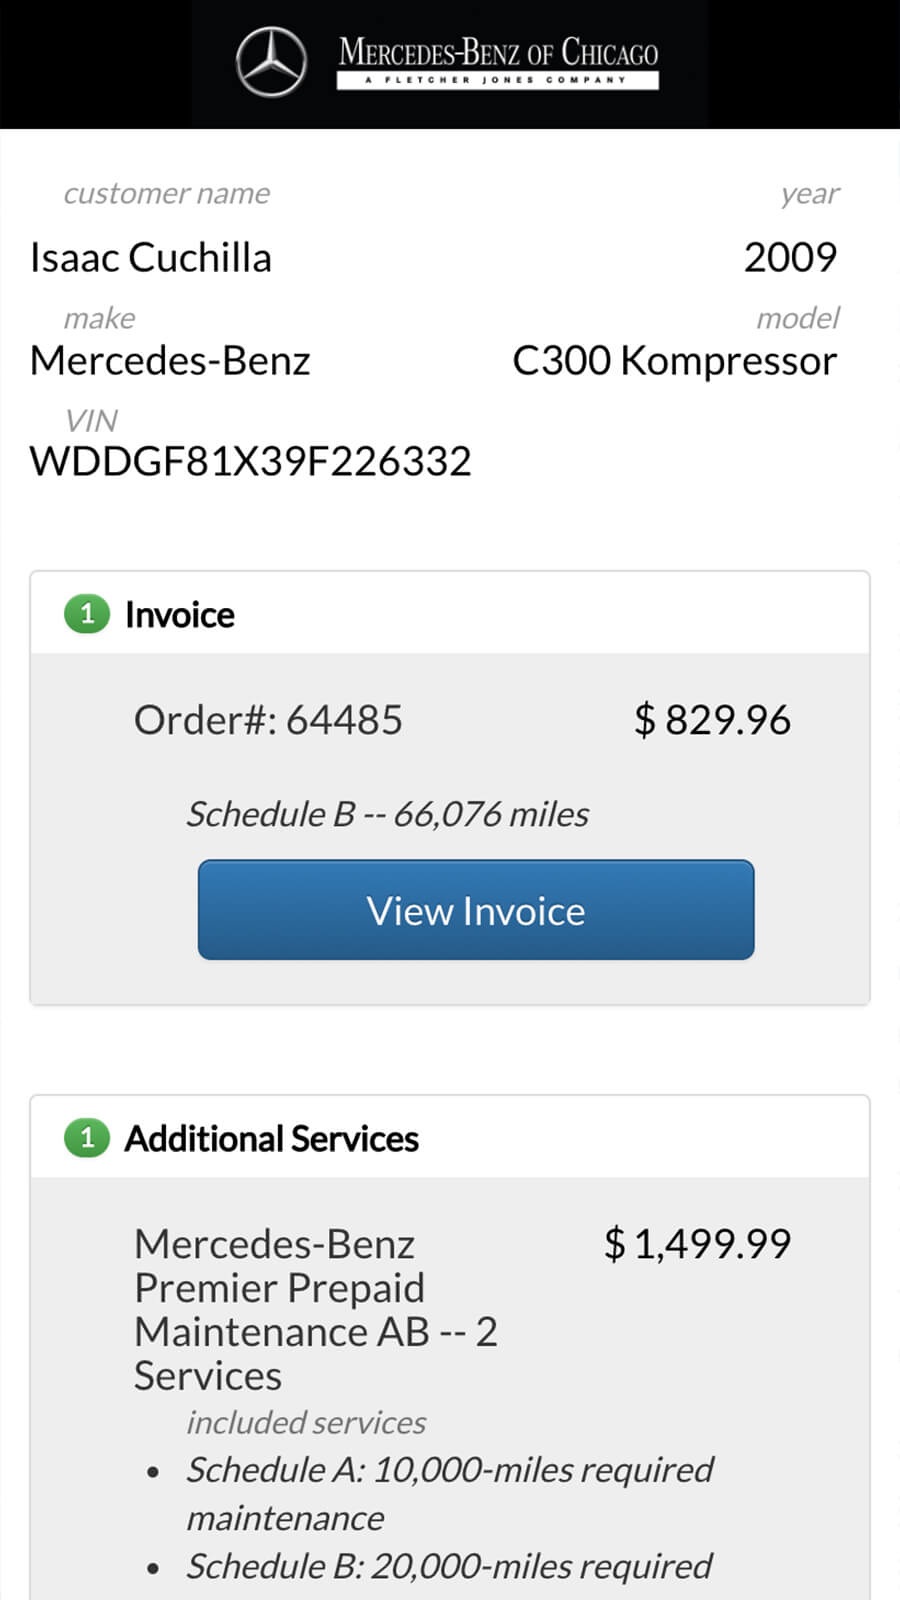 MERCEDES-BENZ OF CHICAGO
A FLETCHER JONES COMPANY
customer name year
Isaac Cuchilla 2009
make model
Mercedes-Benz C300 Kompressor
VIN
WDDGF81X39F226332
1 Invoice
Order#: 64485 $ 829.96
Schedule B -- 66,076 miles
View Invoice
1 Additional Services
Mercedes-Benz $ 1,499.99
Premier Prepaid
Maintenance AB -- 2
Services
included services
• Schedule A: 10,000-miles required
maintenance
• Schedule B: 20,000-miles required